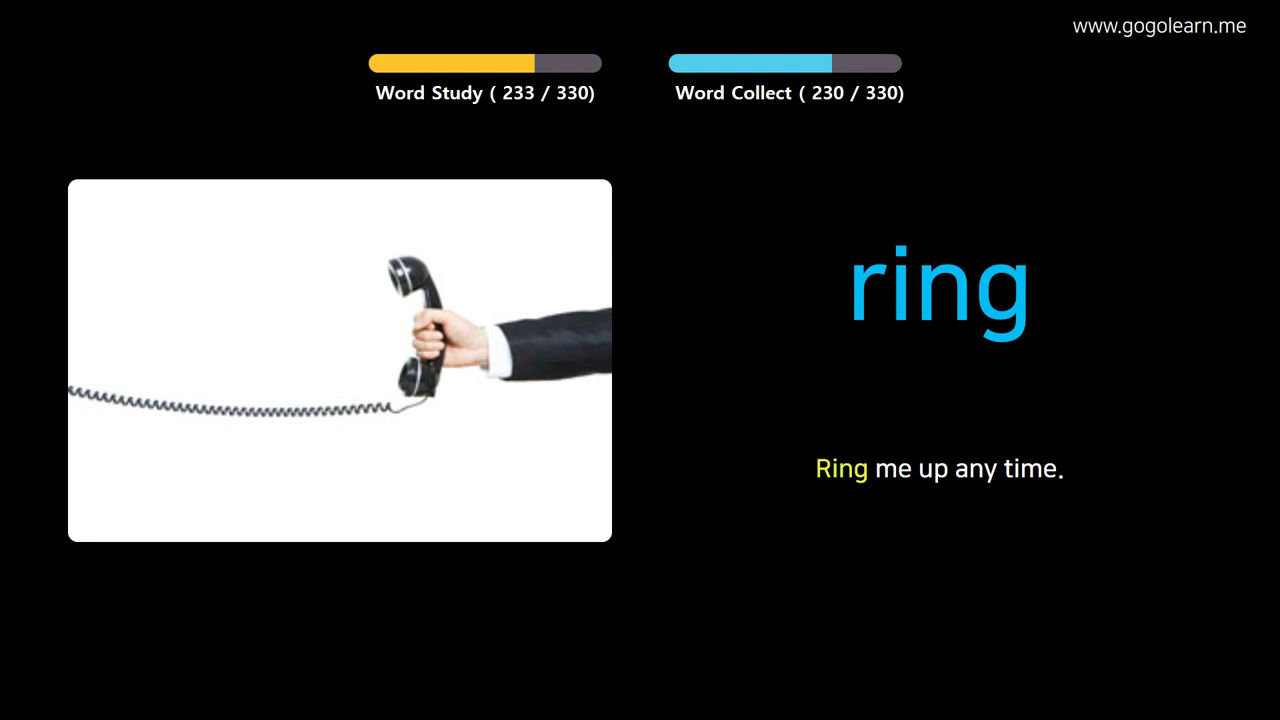 www.gogolearn.me
Word Study ( 233 / 330)
Word Collect ( 230 / 330)
ring
Ring me up any time.